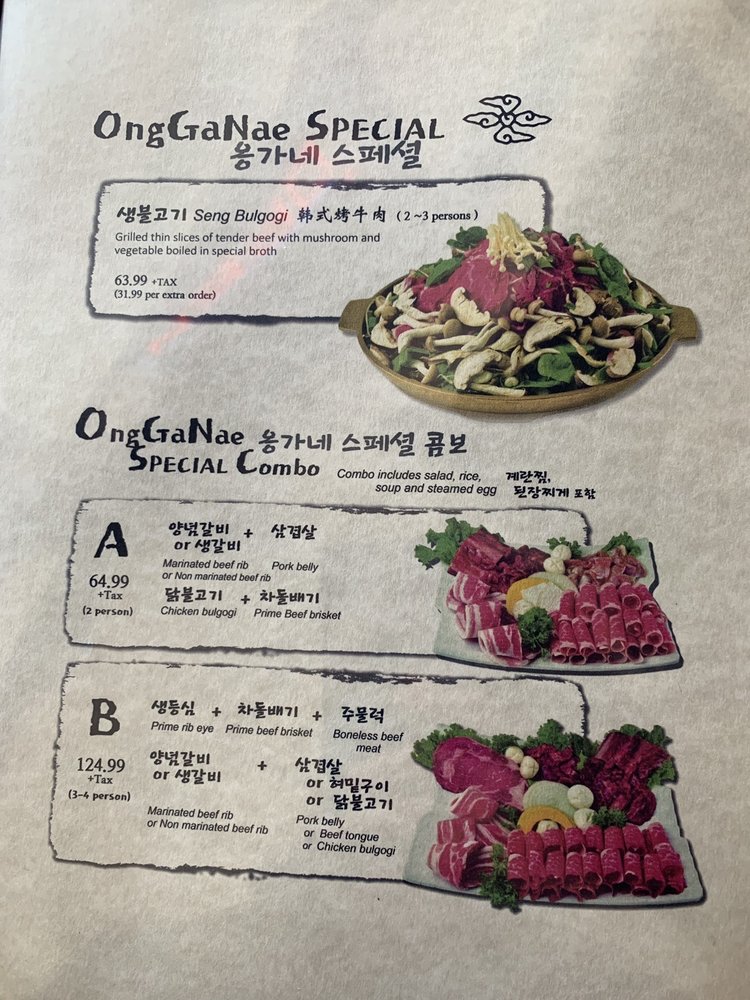 OngGaNae SPECIAL
옹가네 스페셜
생불고기 Seng Bulgogi 韩式烤牛肉 (2 ~3 persons)
Grilled thin slices of tender beef with mushroom and
vegetable boiled in special broth
63.99 +TAX
(31.99 per extra order)
OngGaNae 옹가네 스페셜 콤보
SPECIAL Combo
Combo includes salad, rice, 계란찜,
soup and steamed egg 된장찌게 포함
A
64.99
+Tax
(2 person)
양념갈비 + 삼겹살
or 생갈비
Marinated beef rib Pork belly
or Non marinated beef rib
닭불고기 + 차돌배기
Chicken bulgogi Prime Beef brisket
B
124.99
+Tax
(3-4 person)
생등심 + 차돌배기 + 주물럭
Prime rib eye Prime beef brisket Boneless beef
meat
양념갈비 + 삼겹살
or 생갈비 or 혀밑구이
or 닭불고기
Marinated beef rib Pork belly
or Non marinated beef rib or Beef tongue
or Chicken bulgogi